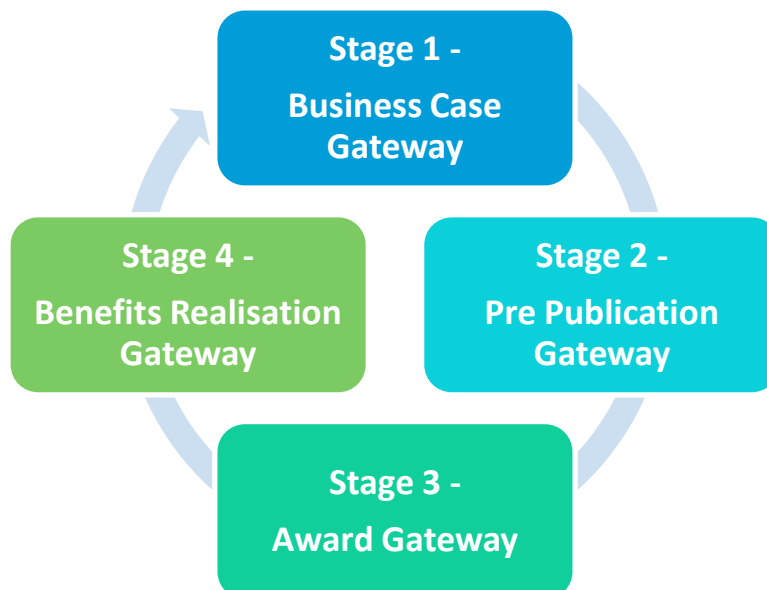 Stage 1 -
Business Case
Gateway
Stage 2 -
Pre Publication
Gateway
Stage 3 -
Award Gateway
Stage 4 -
Benefits Realisation
Gateway